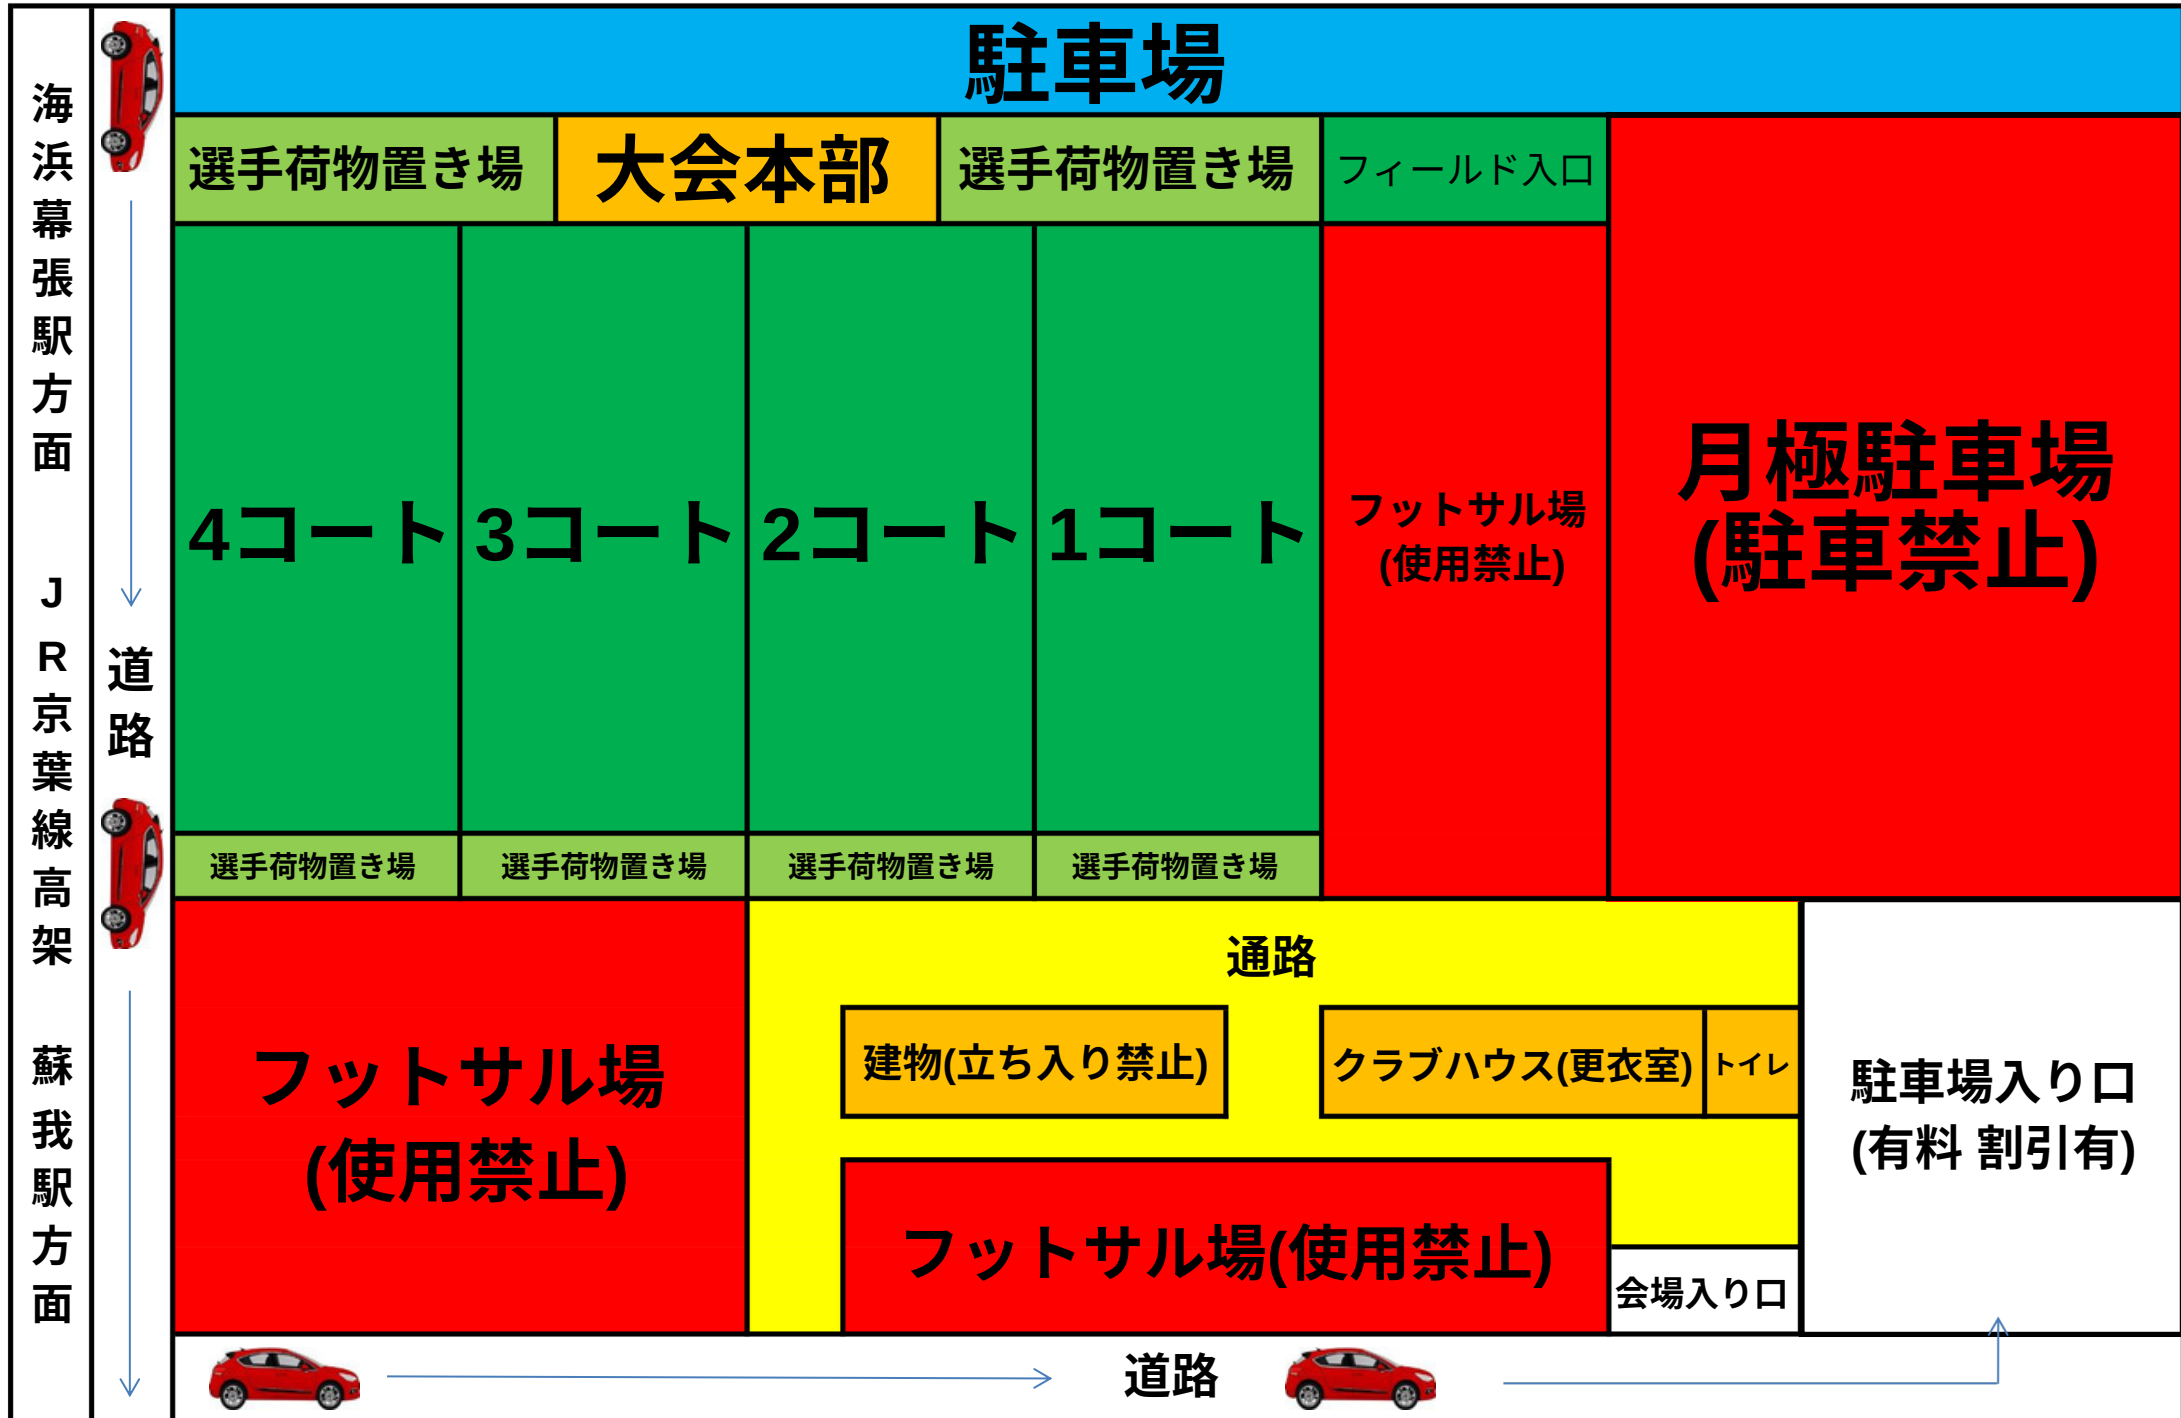 駐車場
選手荷物置き場
大会本部
選手荷物置き場
フィールド入口
海浜幕張駅方面
JR京葉線高架
蘇我駅方面
道路
4コート
3コート
2コート
1コート
フットサル場
(使用禁止)
月極駐車場
(駐車禁止)
選手荷物置き場
選手荷物置き場
選手荷物置き場
選手荷物置き場
フットサル場
(使用禁止)
通路
建物(立ち入り禁止)
クラブハウス(更衣室)
トイレ
駐車場入り口
(有料 割引有)
フットサル場(使用禁止)
会場入り口
道路